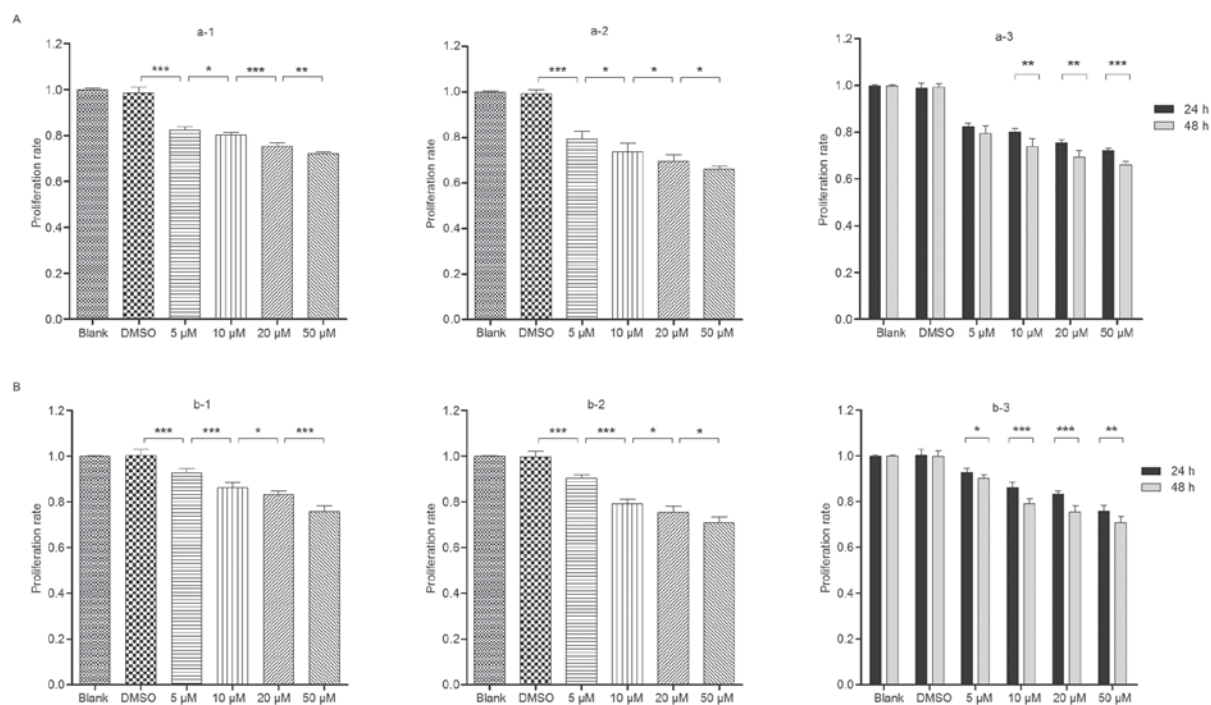 A
a-1
1.2
1.0
0.8
0.6
0.4
0.2
0.0
Proliferation rate
*** * *** **
Blank DMSO 5 µM 10 µM 20 µM 50 µM
a-2
1.2
1.0
0.8
0.6
0.4
0.2
0.0
Proliferation rate
*** * * *
Blank DMSO 5 µM 10 µM 20 µM 50 µM
a-3
1.2
1.0
0.8
0.6
0.4
0.2
0.0
Proliferation rate
** ** ***
24 h
48 h
Blank DMSO 5 µM 10 µM 20 µM 50 µM
B
b-1
1.2
1.0
0.8
0.6
0.4
0.2
0.0
Proliferation rate
*** *** * ***
Blank DMSO 5 µM 10 µM 20 µM 50 µM
b-2
1.2
1.0
0.8
0.6
0.4
0.2
0.0
Proliferation rate
*** *** * *
Blank DMSO 5 µM 10 µM 20 µM 50 µM
b-3
1.2
1.0
0.8
0.6
0.4
0.2
0.0
Proliferation rate
* *** *** **
24 h
48 h
Blank DMSO 5 µM 10 µM 20 µM 50 µM